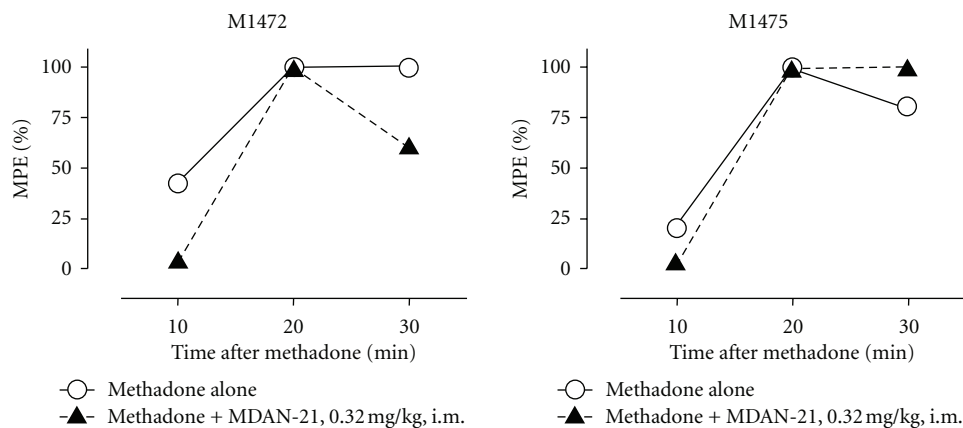 M1472
MPE (%)
100
75
50
25
0
10 20 30
Time after methadone (min)
Methadone alone
Methadone + MDAN-21, 0.32 mg/kg, i.m.
M1475
MPE (%)
100
75
50
25
0
10 20 30
Time after methadone (min)
Methadone alone
Methadone + MDAN-21, 0.32 mg/kg, i.m.